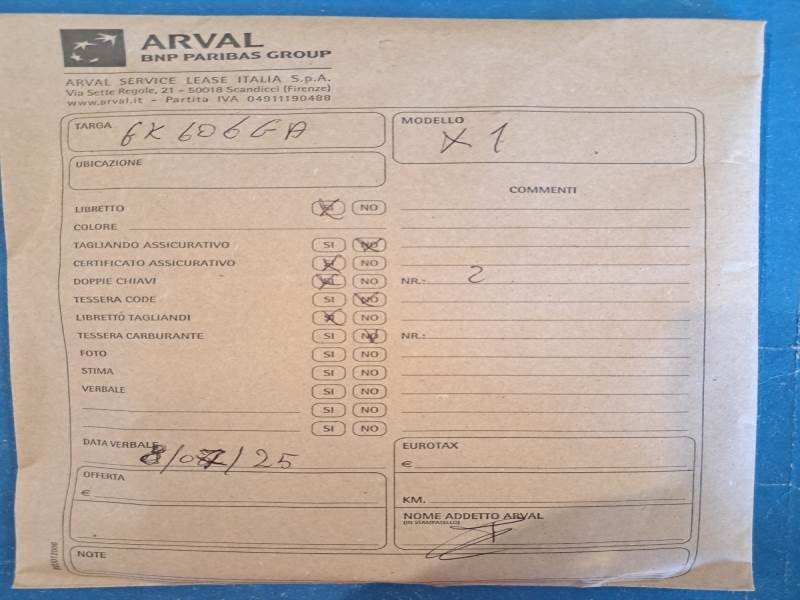 ARVAL
BNP PARIBAS GROUP
ARVAL SERVICE LEASE ITALIA S.p.A.
Via Sette Regole, 21 - 50018 Scandicci (Firenze)
www.arval.it - Partita IVA 04911190488
TARGA GK606GA
MODELLO X1
UBICAZIONE
COMMENTI
LIBRETTO SI NO
COLORE
TAGLIANDO ASSICURATIVO SI NO
CERTIFICATO ASSICURATIVO SI NO
DOPPIE CHIAVI SI NO NR.: 2
TESSERA CODE SI NO
LIBRETTO TAGLIANDI SI NO
TESSERA CARBURANTE SI NO NR.:
FOTO SI NO
STIMA SI NO
VERBALE SI NO
SI NO
SI NO
DATA VERBALE 8/07/25
EUROTAX
€
OFFERTA
€
KM.
NOME ADDETTO ARVAL
(IN STAMPATELLO)
NOTE